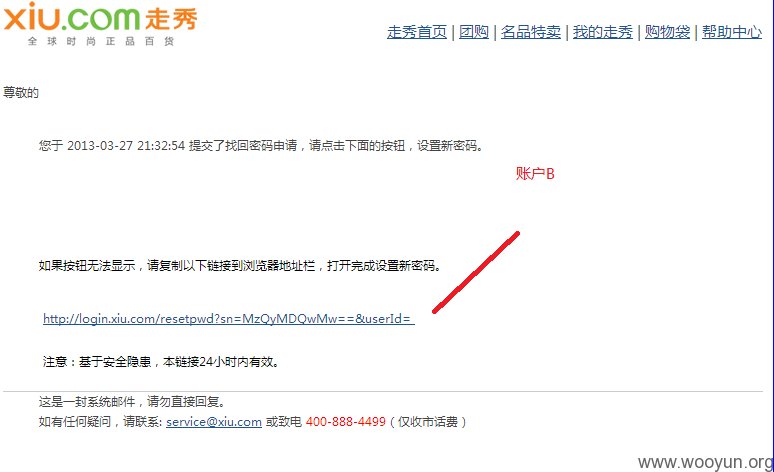 xiu.com走秀
全球时尚正品百货
走秀首页 | 团购 | 名品特卖 | 我的走秀 | 购物袋 | 帮助中心
尊敬的
您于 2013-03-27 21:32:54 提交了找回密码申请，请点击下面的按钮，设置新密码。
账户B
如果按钮无法显示，请复制以下链接到浏览器地址栏，打开完成设置新密码。
http://login.xiu.com/resetpwd?sn=MzQyMDQwMw==&userId=
注意：基于安全隐患，本链接24小时内有效。
这是一封系统邮件，请勿直接回复。
如有任何疑问，请联系: service@xiu.com 或致电 400-888-4499（仅收市话费）
www.wooyun.org